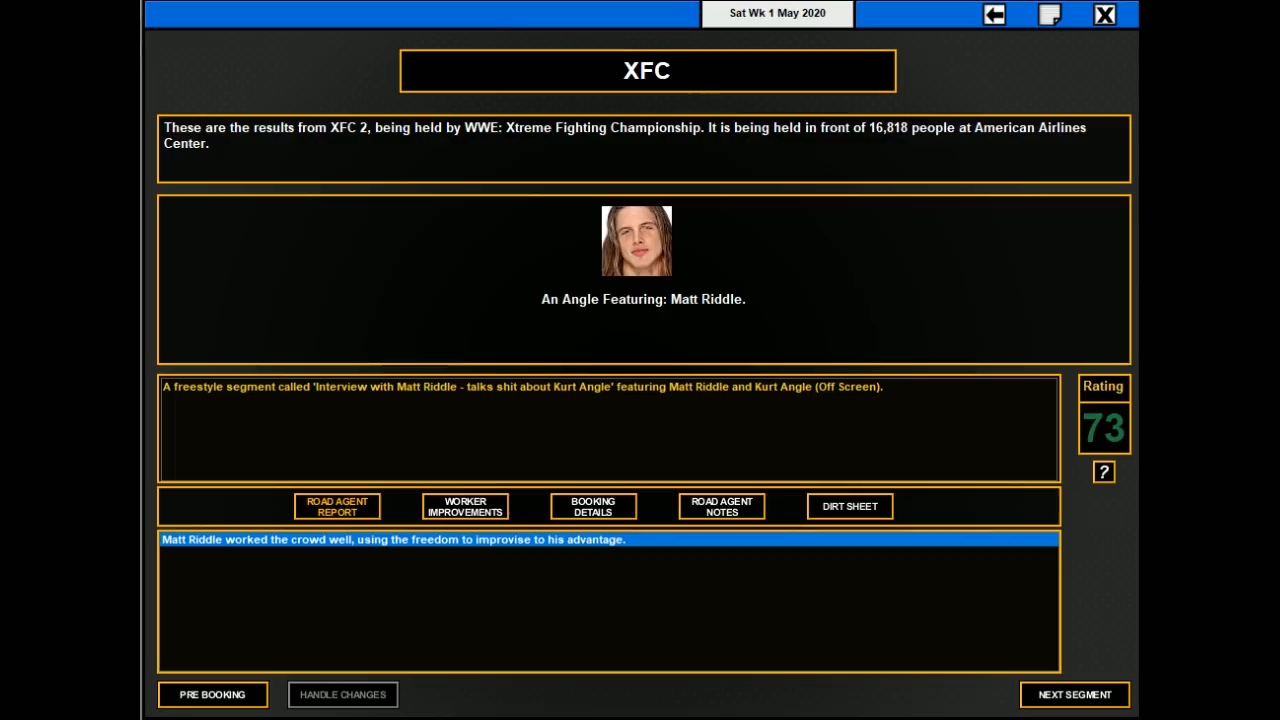 Sat Wk 1 May 2020
XFC
These are the results from XFC 2, being held by WWE: Xtreme Fighting Championship. It is being held in front of 16,818 people at American Airlines
Center.
An Angle Featuring: Matt Riddle.
A freestyle segment called 'Interview with Matt Riddle - talks shit about Kurt Angle' featuring Matt Riddle and Kurt Angle (Off Screen).
Rating
73
?
ROAD AGENT
REPORT
WORKER
IMPROVEMENTS
BOOKING
DETAILS
ROAD AGENT
NOTES
DIRT SHEET
Matt Riddle worked the crowd well, using the freedom to improvise to his advantage.
PRE BOOKING
HANDLE CHANGES
NEXT SEGMENT